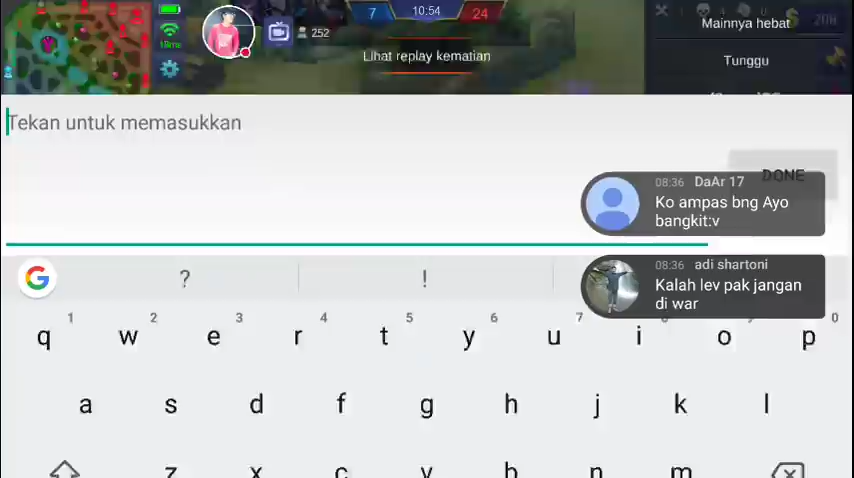 7 10:54 24
18ms
252
Lihat replay kematian
Mainnya hebat
Tunggu
208
Tekan untuk memasukkan
DONE
08:36 DaAr 17
Ko ampas bng Ayo
bangkit:v
08:36 adi shartoni
Kalah lev pak jangan
di war
G ? !
1 2 3 4 5 6 7 0
q w e r t y u i o p
a s d f g h j k l
z x c v b n m